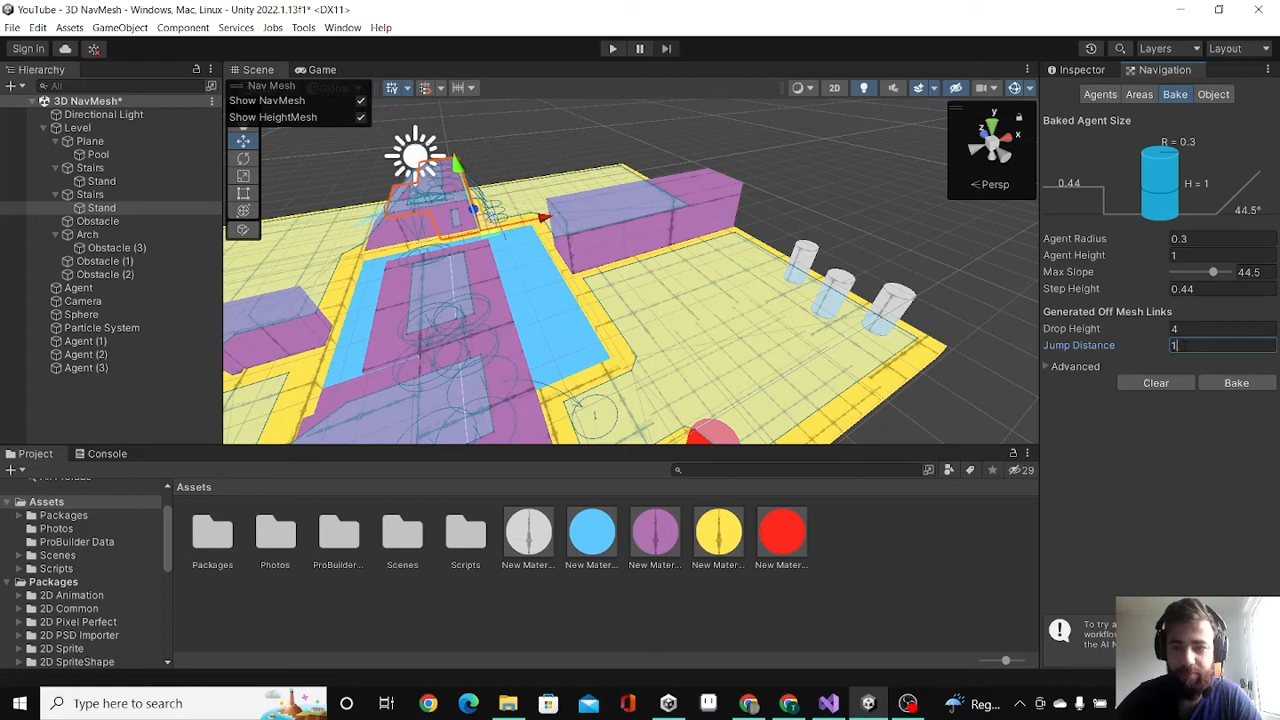 YouTube - 3D NavMesh - Windows, Mac, Linux - Unity 2022.1.13f1* <DX11>
File Edit Assets GameObject Component Services Jobs Tools Window Help
Sign in
Layers
Layout
Hierarchy
All
3D NavMesh*
Directional Light
Level
Plane
Pool
Stairs
Stand
Stairs
Stand
Obstacle
Arch
Obstacle (3)
Obstacle (1)
Obstacle (2)
Agent
Camera
Sphere
Particle System
Agent (1)
Agent (2)
Agent (3)
Scene Game
Nav Mesh
Show NavMesh
Show HeightMesh
2D
y
x
z
Persp
Inspector Navigation
Agents Areas Bake Object
Baked Agent Size
R = 0.3
0.44
H = 1
44.5°
Agent Radius 0.3
Agent Height 1
Max Slope 44.5
Step Height 0.44
Generated Off Mesh Links
Drop Height 4
Jump Distance 1
Advanced
Clear Bake
Project Console
29
Assets
Packages
Photos
ProBuilder Data
Scenes
Scripts
Packages
2D Animation
2D Common
2D Pixel Perfect
2D PSD Importer
2D Sprite
2D SpriteShape
Assets
Packages Photos ProBuilder... Scenes Scripts New Mater... New Mater... New Mater... New Mater... New Mater...
To try a
workflow
the AI N
Type here to search
Reg...